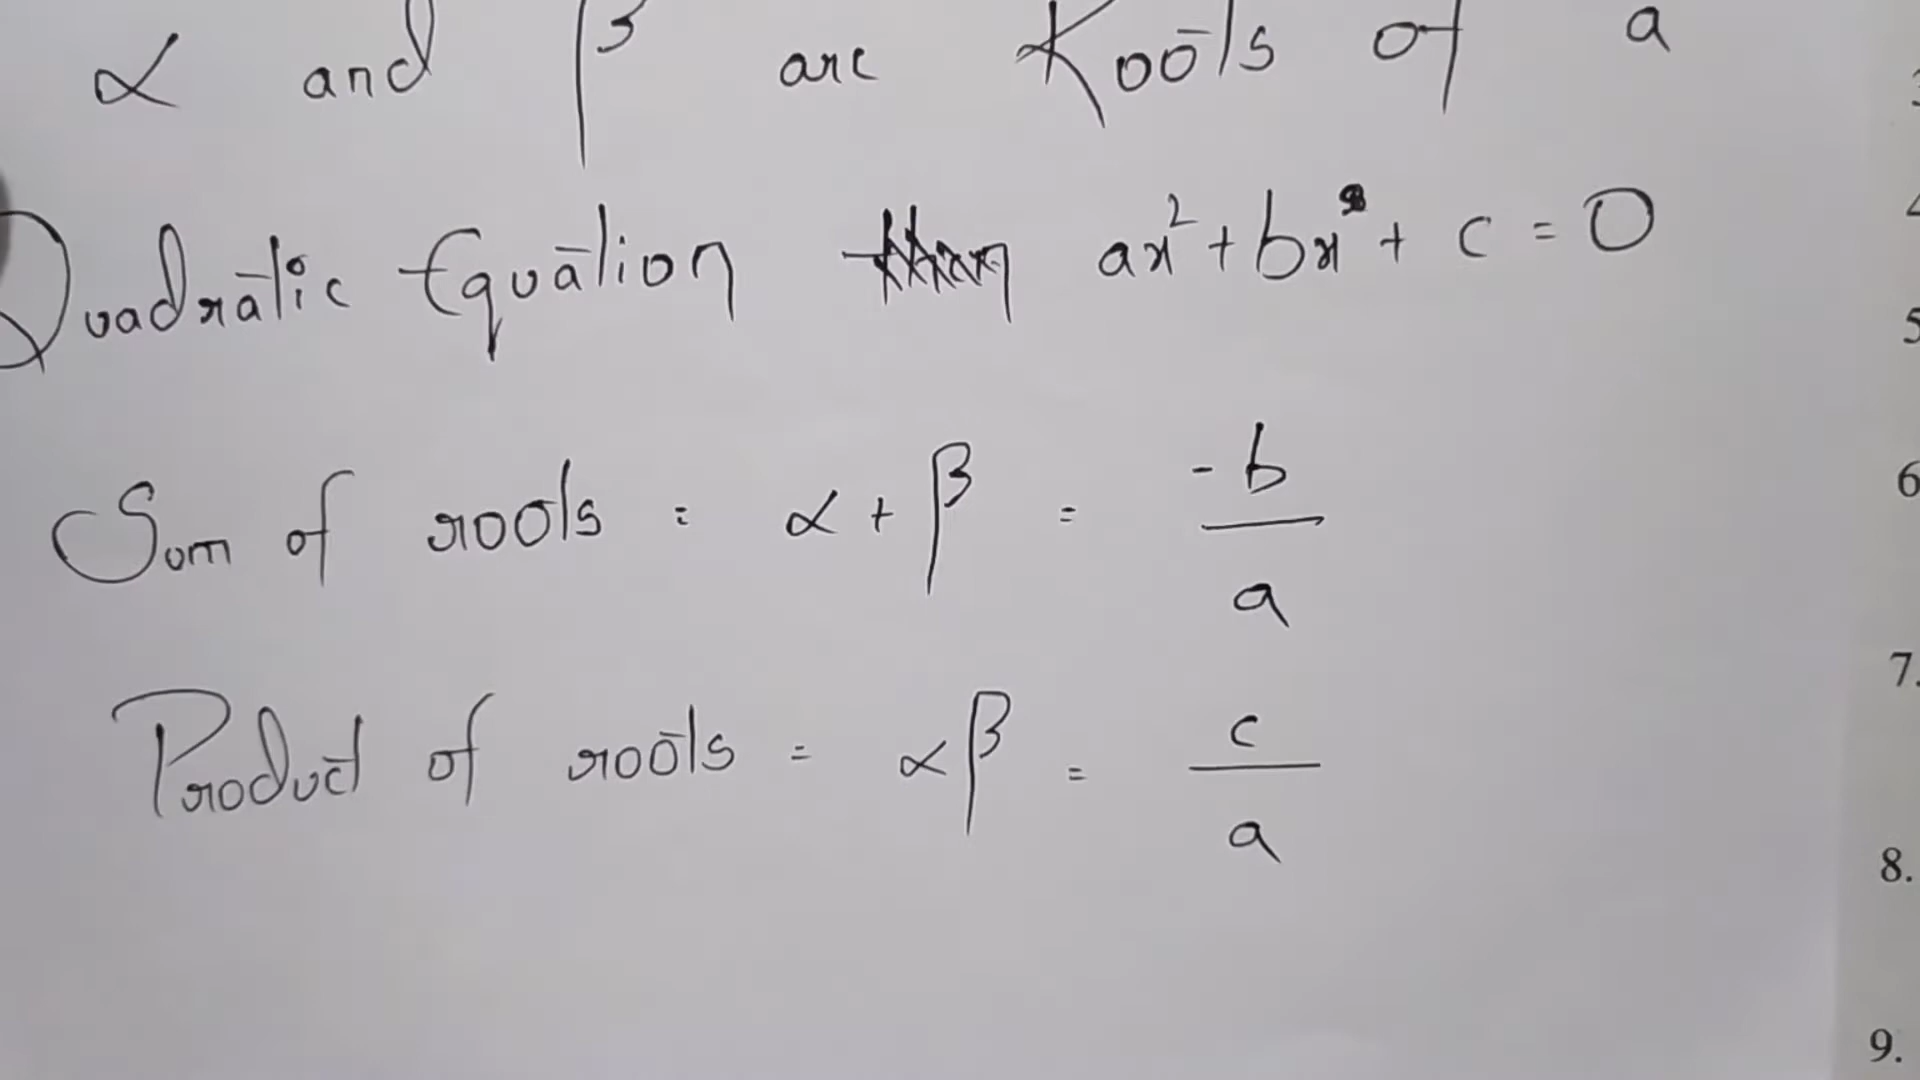 α and β are Roots of a
Quadratic Equation ax² + bx + c = 0
Sum of roots = α + β = -b/a
Product of roots = αβ = c/a
5
6
7.
8.
9.